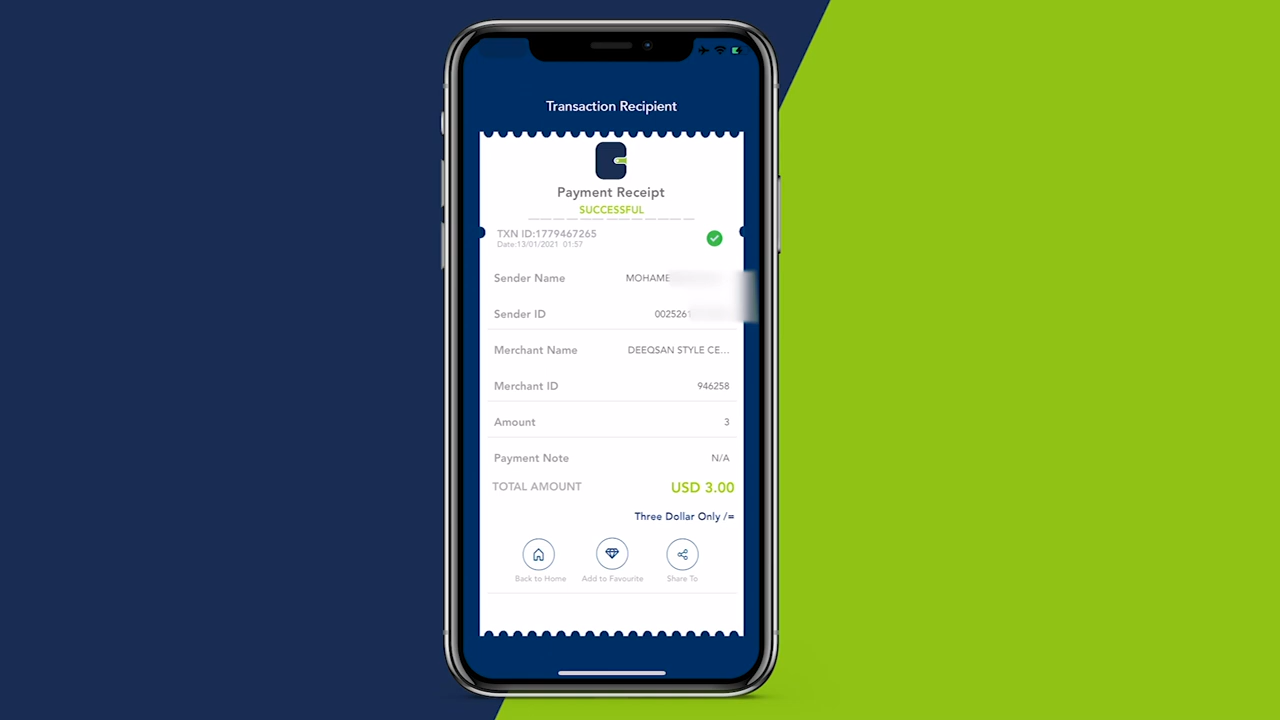 Transaction Recipient
Payment Receipt
SUCCESSFUL
TXN ID:1779467265
Date:13/01/2021 01:57
Sender Name MOHAME
Sender ID 0025261
Merchant Name DEEQSAN STYLE CE...
Merchant ID 946258
Amount 3
Payment Note N/A
TOTAL AMOUNT USD 3.00
Three Dollar Only /=
Back to Home Add to Favourite Share To